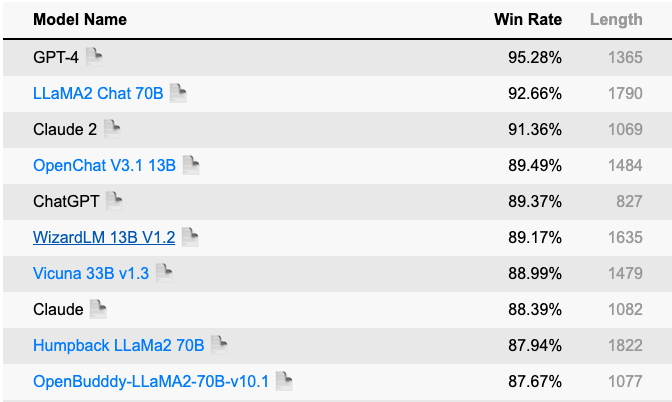 Model Name Win Rate Length
GPT-4 95.28% 1365
LLaMA2 Chat 70B 92.66% 1790
Claude 2 91.36% 1069
OpenChat V3.1 13B 89.49% 1484
ChatGPT 89.37% 827
WizardLM 13B V1.2 89.17% 1635
Vicuna 33B v1.3 88.99% 1479
Claude 88.39% 1082
Humpback LLaMa2 70B 87.94% 1822
OpenBudddy-LLaMA2-70B-v10.1 87.67% 1077